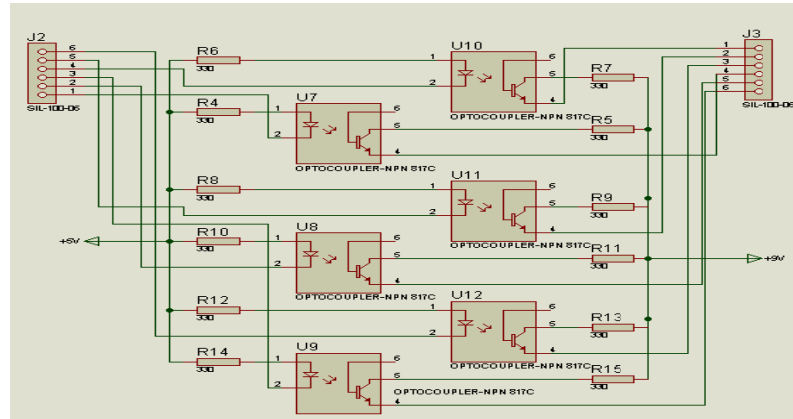 J2
6
5
4
3
2
1
SIL-100-06
R6
330
1
2
U10
6
5
4
OPTOCOUPLER-NPN 817C
R7
330
J3
1
2
3
4
5
6
SIL-100-06
R4
330
1
2
U7
6
5
4
OPTOCOUPLER-NPN 817C
R5
330
R8
330
1
2
U11
6
5
4
OPTOCOUPLER-NPN 817C
R9
330
+5V
R10
330
1
2
U8
6
5
4
OPTOCOUPLER-NPN 817C
R11
330
+9V
R12
330
1
2
U12
6
5
4
OPTOCOUPLER-NPN 817C
R13
330
R14
330
1
2
U9
6
5
4
OPTOCOUPLER-NPN 817C
R15
330